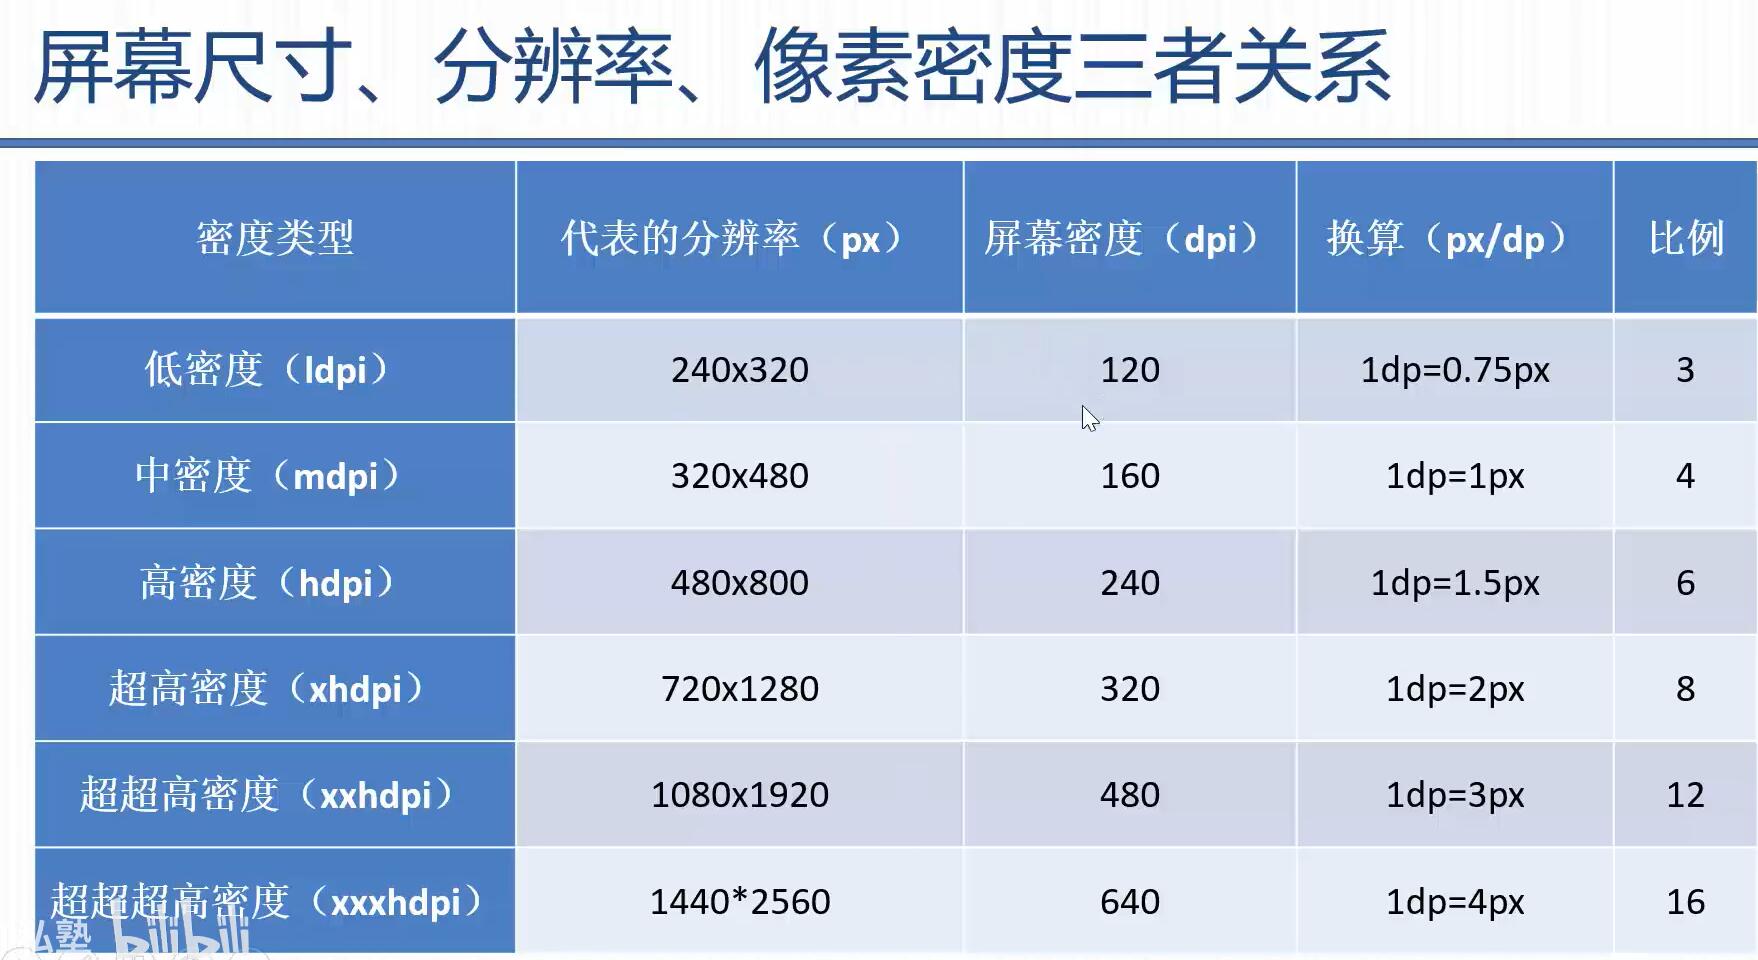 屏幕尺寸、分辨率、像素密度三者关系
密度类型 代表的分辨率（px） 屏幕密度（dpi） 换算（px/dp） 比例
低密度（ldpi） 240x320 120 1dp=0.75px 3
中密度（mdpi） 320x480 160 1dp=1px 4
高密度（hdpi） 480x800 240 1dp=1.5px 6
超高密度（xhdpi） 720x1280 320 1dp=2px 8
超超高密度（xxhdpi） 1080x1920 480 1dp=3px 12
超超超高密度（xxxhdpi） 1440*2560 640 1dp=4px 16
私塾 bilibili